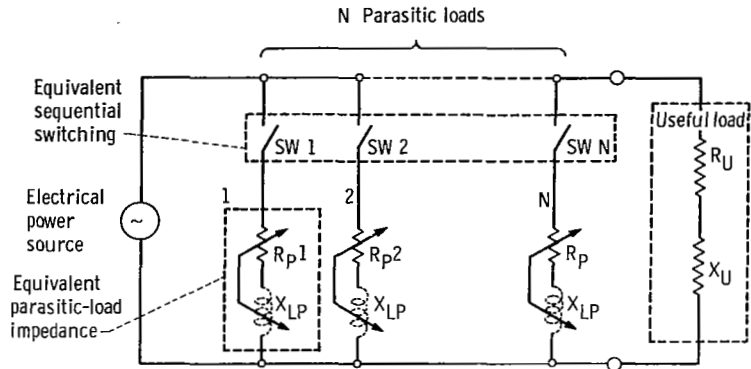 N Parasitic loads
Equivalent
sequential
switching
SW 1
SW 2
SW N
Useful load
R_U
X_U
Electrical
power
source
~
1
2
N
R_P1
R_P2
R_P
X_LP
X_LP
X_LP
Equivalent
parasitic-load
impedance